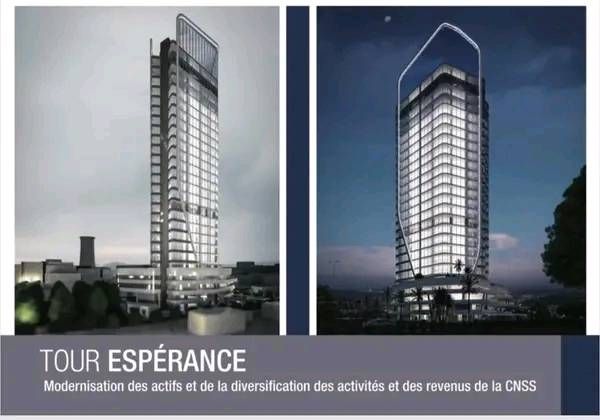 TOUR ESPÉRANCE
Modernisation des actifs et de la diversification des activités et des revenus de la CNSS